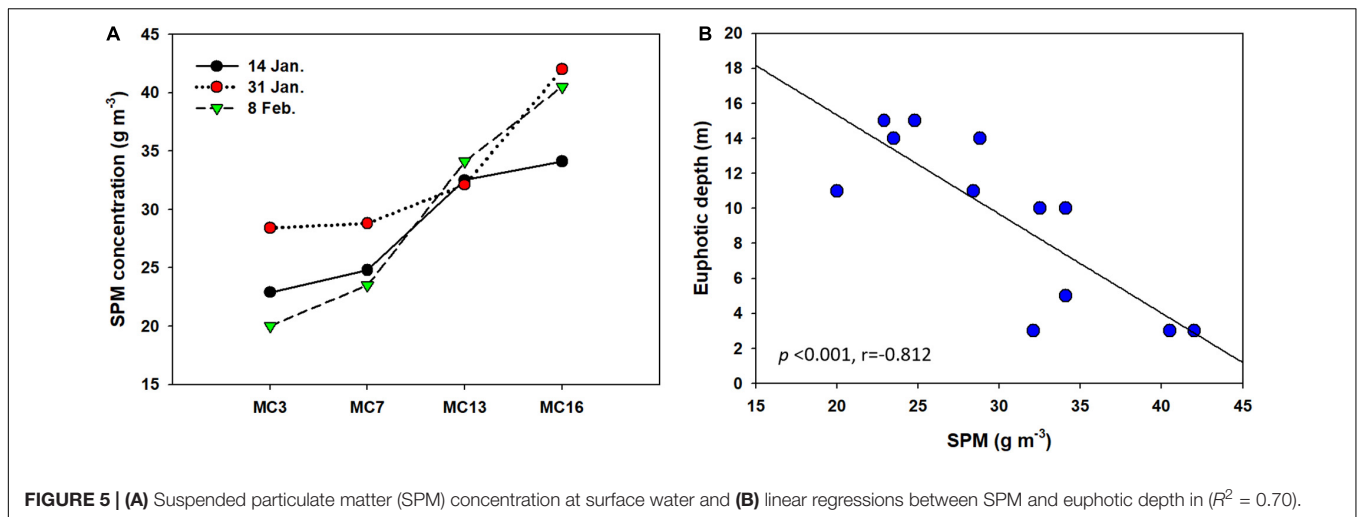 A
14 Jan.
31 Jan.
8 Feb.
SPM concentration (g m⁻³)
45
40
35
30
25
20
15
MC3 MC7 MC13 MC16
B
Euphotic depth (m)
20
18
16
14
12
10
8
6
4
2
0
p <0.001, r=-0.812
15 20 25 30 35 40 45
SPM (g m⁻³)
FIGURE 5 | (A) Suspended particulate matter (SPM) concentration at surface water and (B) linear regressions between SPM and euphotic depth in (R² = 0.70).